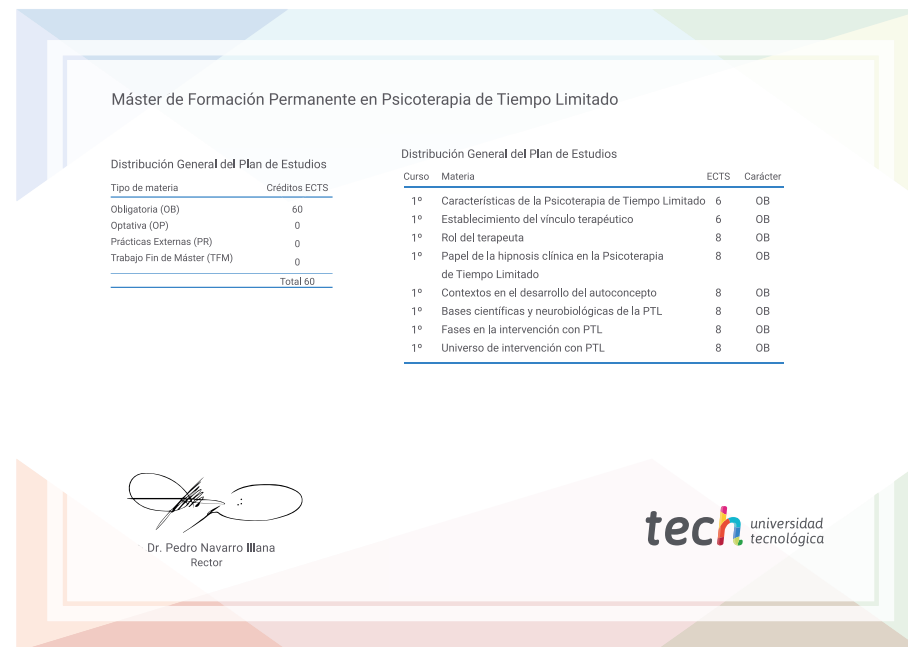 Máster de Formación Permanente en Psicoterapia de Tiempo Limitado
Distribución General del Plan de Estudios
Tipo de materia Créditos ECTS
Obligatoria (OB) 60
Optativa (OP) 0
Prácticas Externas (PR) 0
Trabajo Fin de Máster (TFM) 0
Total 60
Distribución General del Plan de Estudios
Curso Materia ECTS Carácter
1º Características de la Psicoterapia de Tiempo Limitado 6 OB
1º Establecimiento del vínculo terapéutico 6 OB
1º Rol del terapeuta 8 OB
1º Papel de la hipnosis clínica en la Psicoterapia 8 OB
de Tiempo Limitado
1º Contextos en el desarrollo del autoconcepto 8 OB
1º Bases científicas y neurobiológicas de la PTL 8 OB
1º Fases en la intervención con PTL 8 OB
1º Universo de intervención con PTL 8 OB
Dr. Pedro Navarro Illana
Rector
tech universidad
tecnológica